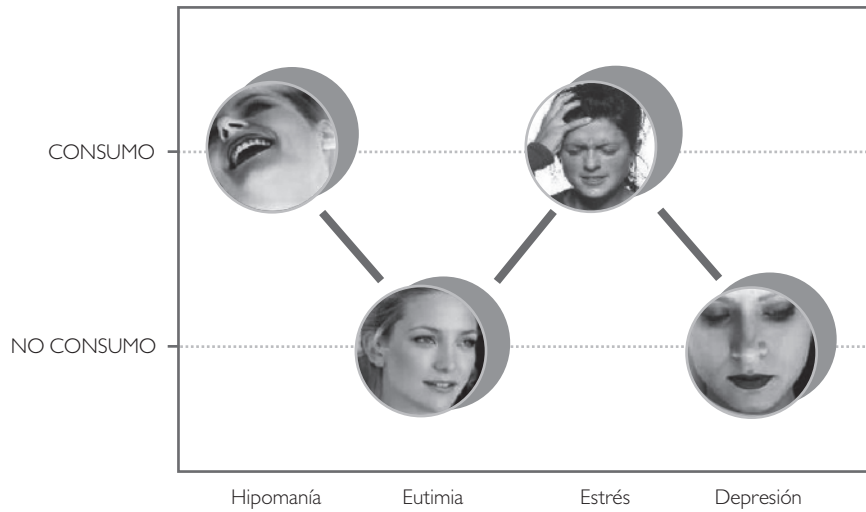 CONSUMO
NO CONSUMO
Hipomanía
Eutimia
Estrés
Depresión